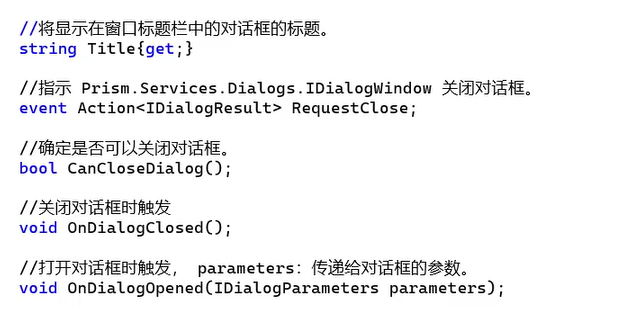 //将显示在窗口标题栏中的对话框的标题。
string Title{get;}
//指示 Prism.Services.Dialogs.IDialogWindow 关闭对话框。
event Action<IDialogResult> RequestClose;
//确定是否可以关闭对话框。
bool CanCloseDialog();
//关闭对话框时触发
void OnDialogClosed();
//打开对话框时触发， parameters：传递给对话框的参数。
void OnDialogOpened(IDialogParameters parameters);